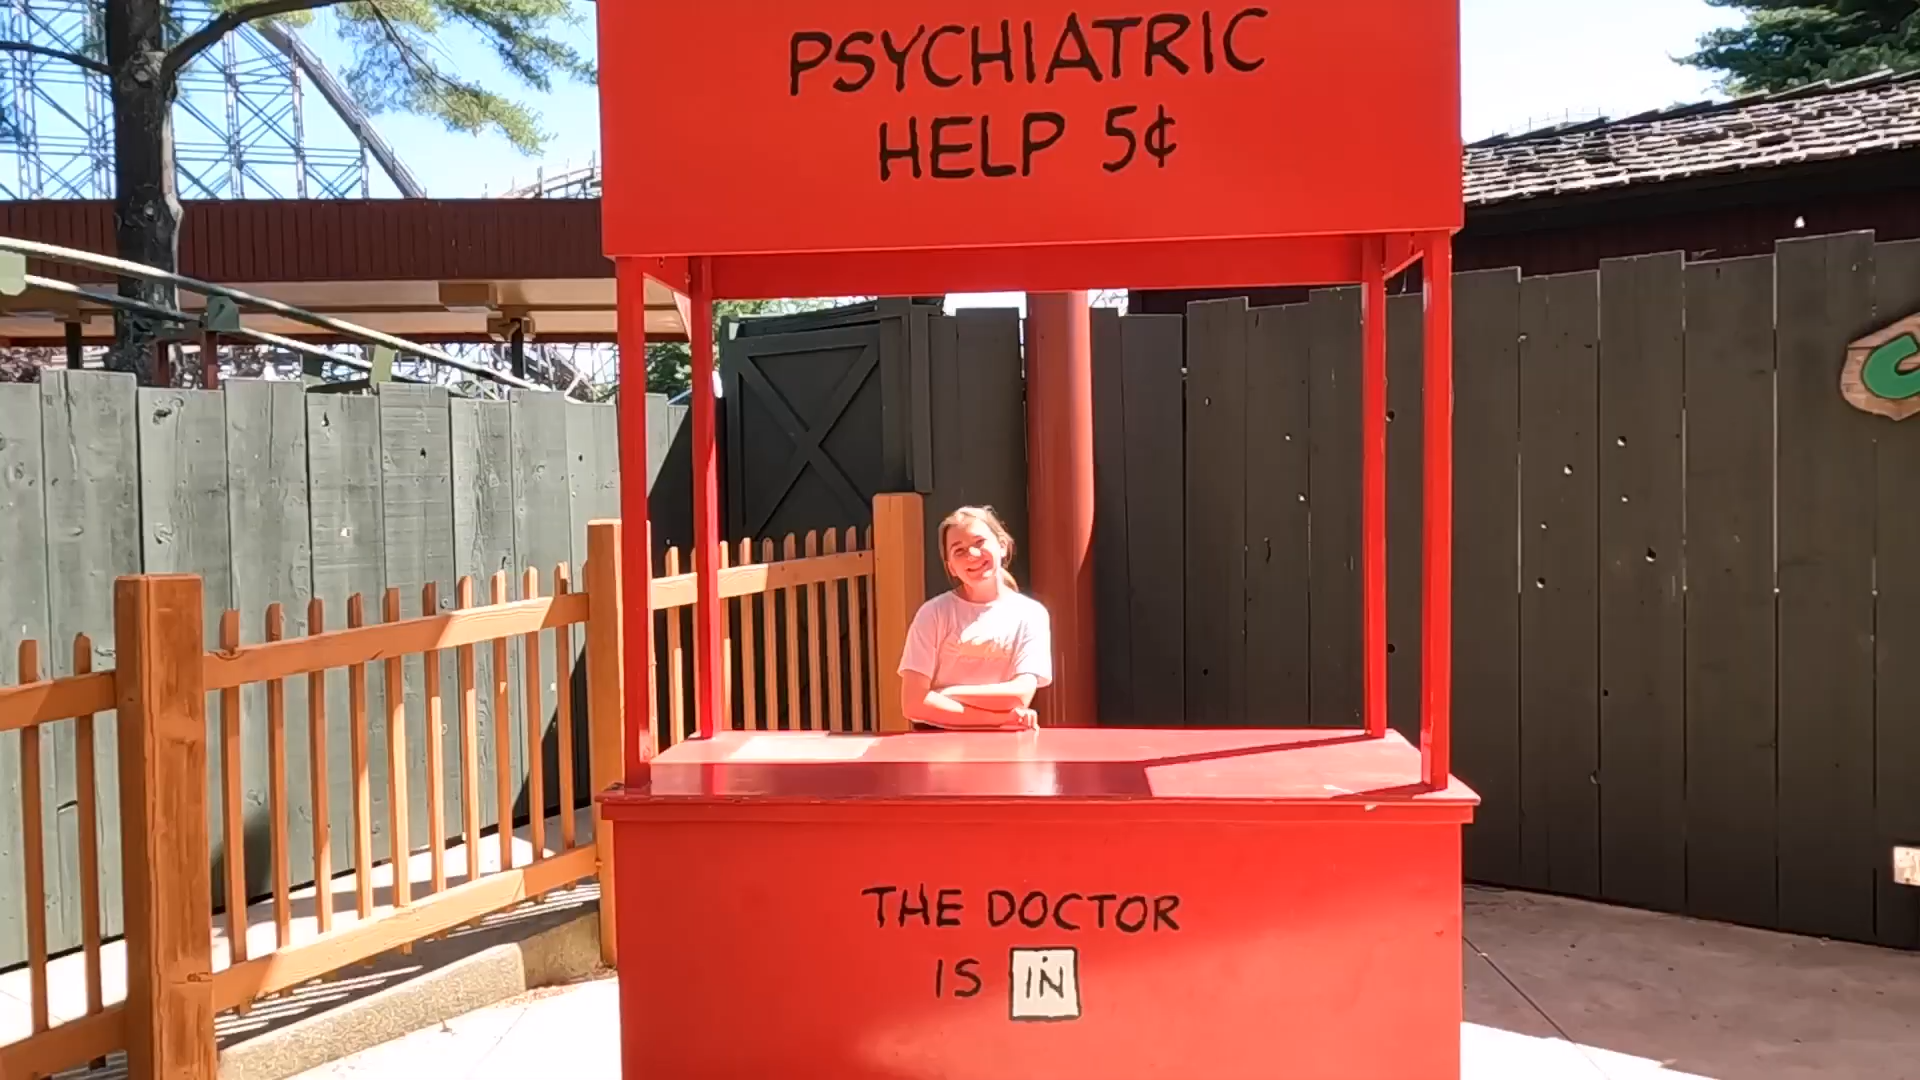 PSYCHIATRIC
HELP 5¢
THE DOCTOR
IS IN